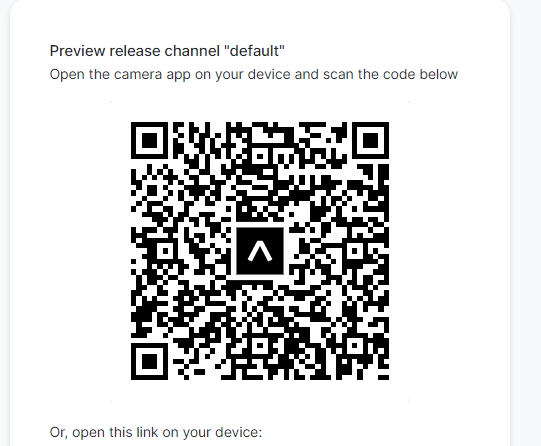 Preview release channel "default"
Open the camera app on your device and scan the code below
Or, open this link on your device: